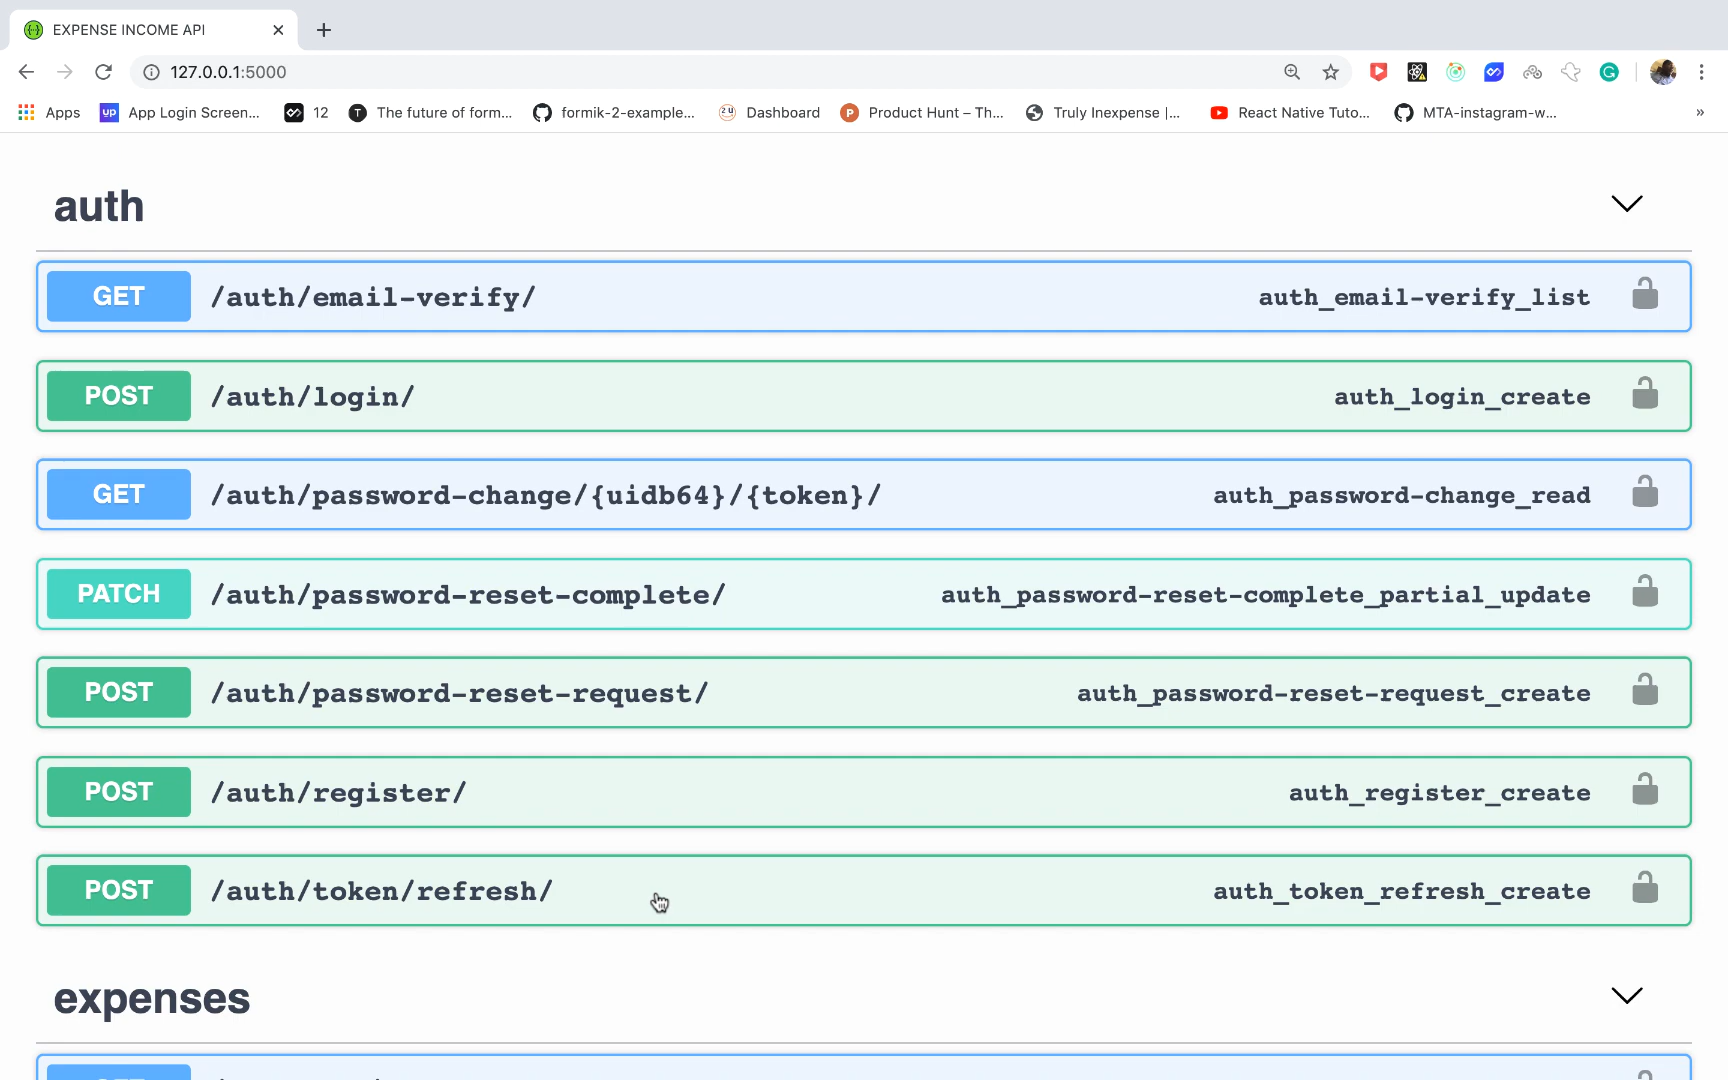 EXPENSE INCOME API
127.0.0.1:5000
Apps
up
App Login Screen...
12
T
The future of form...
formik-2-example...
Dashboard
P
Product Hunt – Th...
Truly Inexpense |...
React Native Tuto...
MTA-instagram-w...
»
auth
GET /auth/email-verify/ auth_email-verify_list
POST /auth/login/ auth_login_create
GET /auth/password-change/{uidb64}/{token}/ auth_password-change_read
PATCH /auth/password-reset-complete/ auth_password-reset-complete_partial_update
POST /auth/password-reset-request/ auth_password-reset-request_create
POST /auth/register/ auth_register_create
POST /auth/token/refresh/ auth_token_refresh_create
expenses